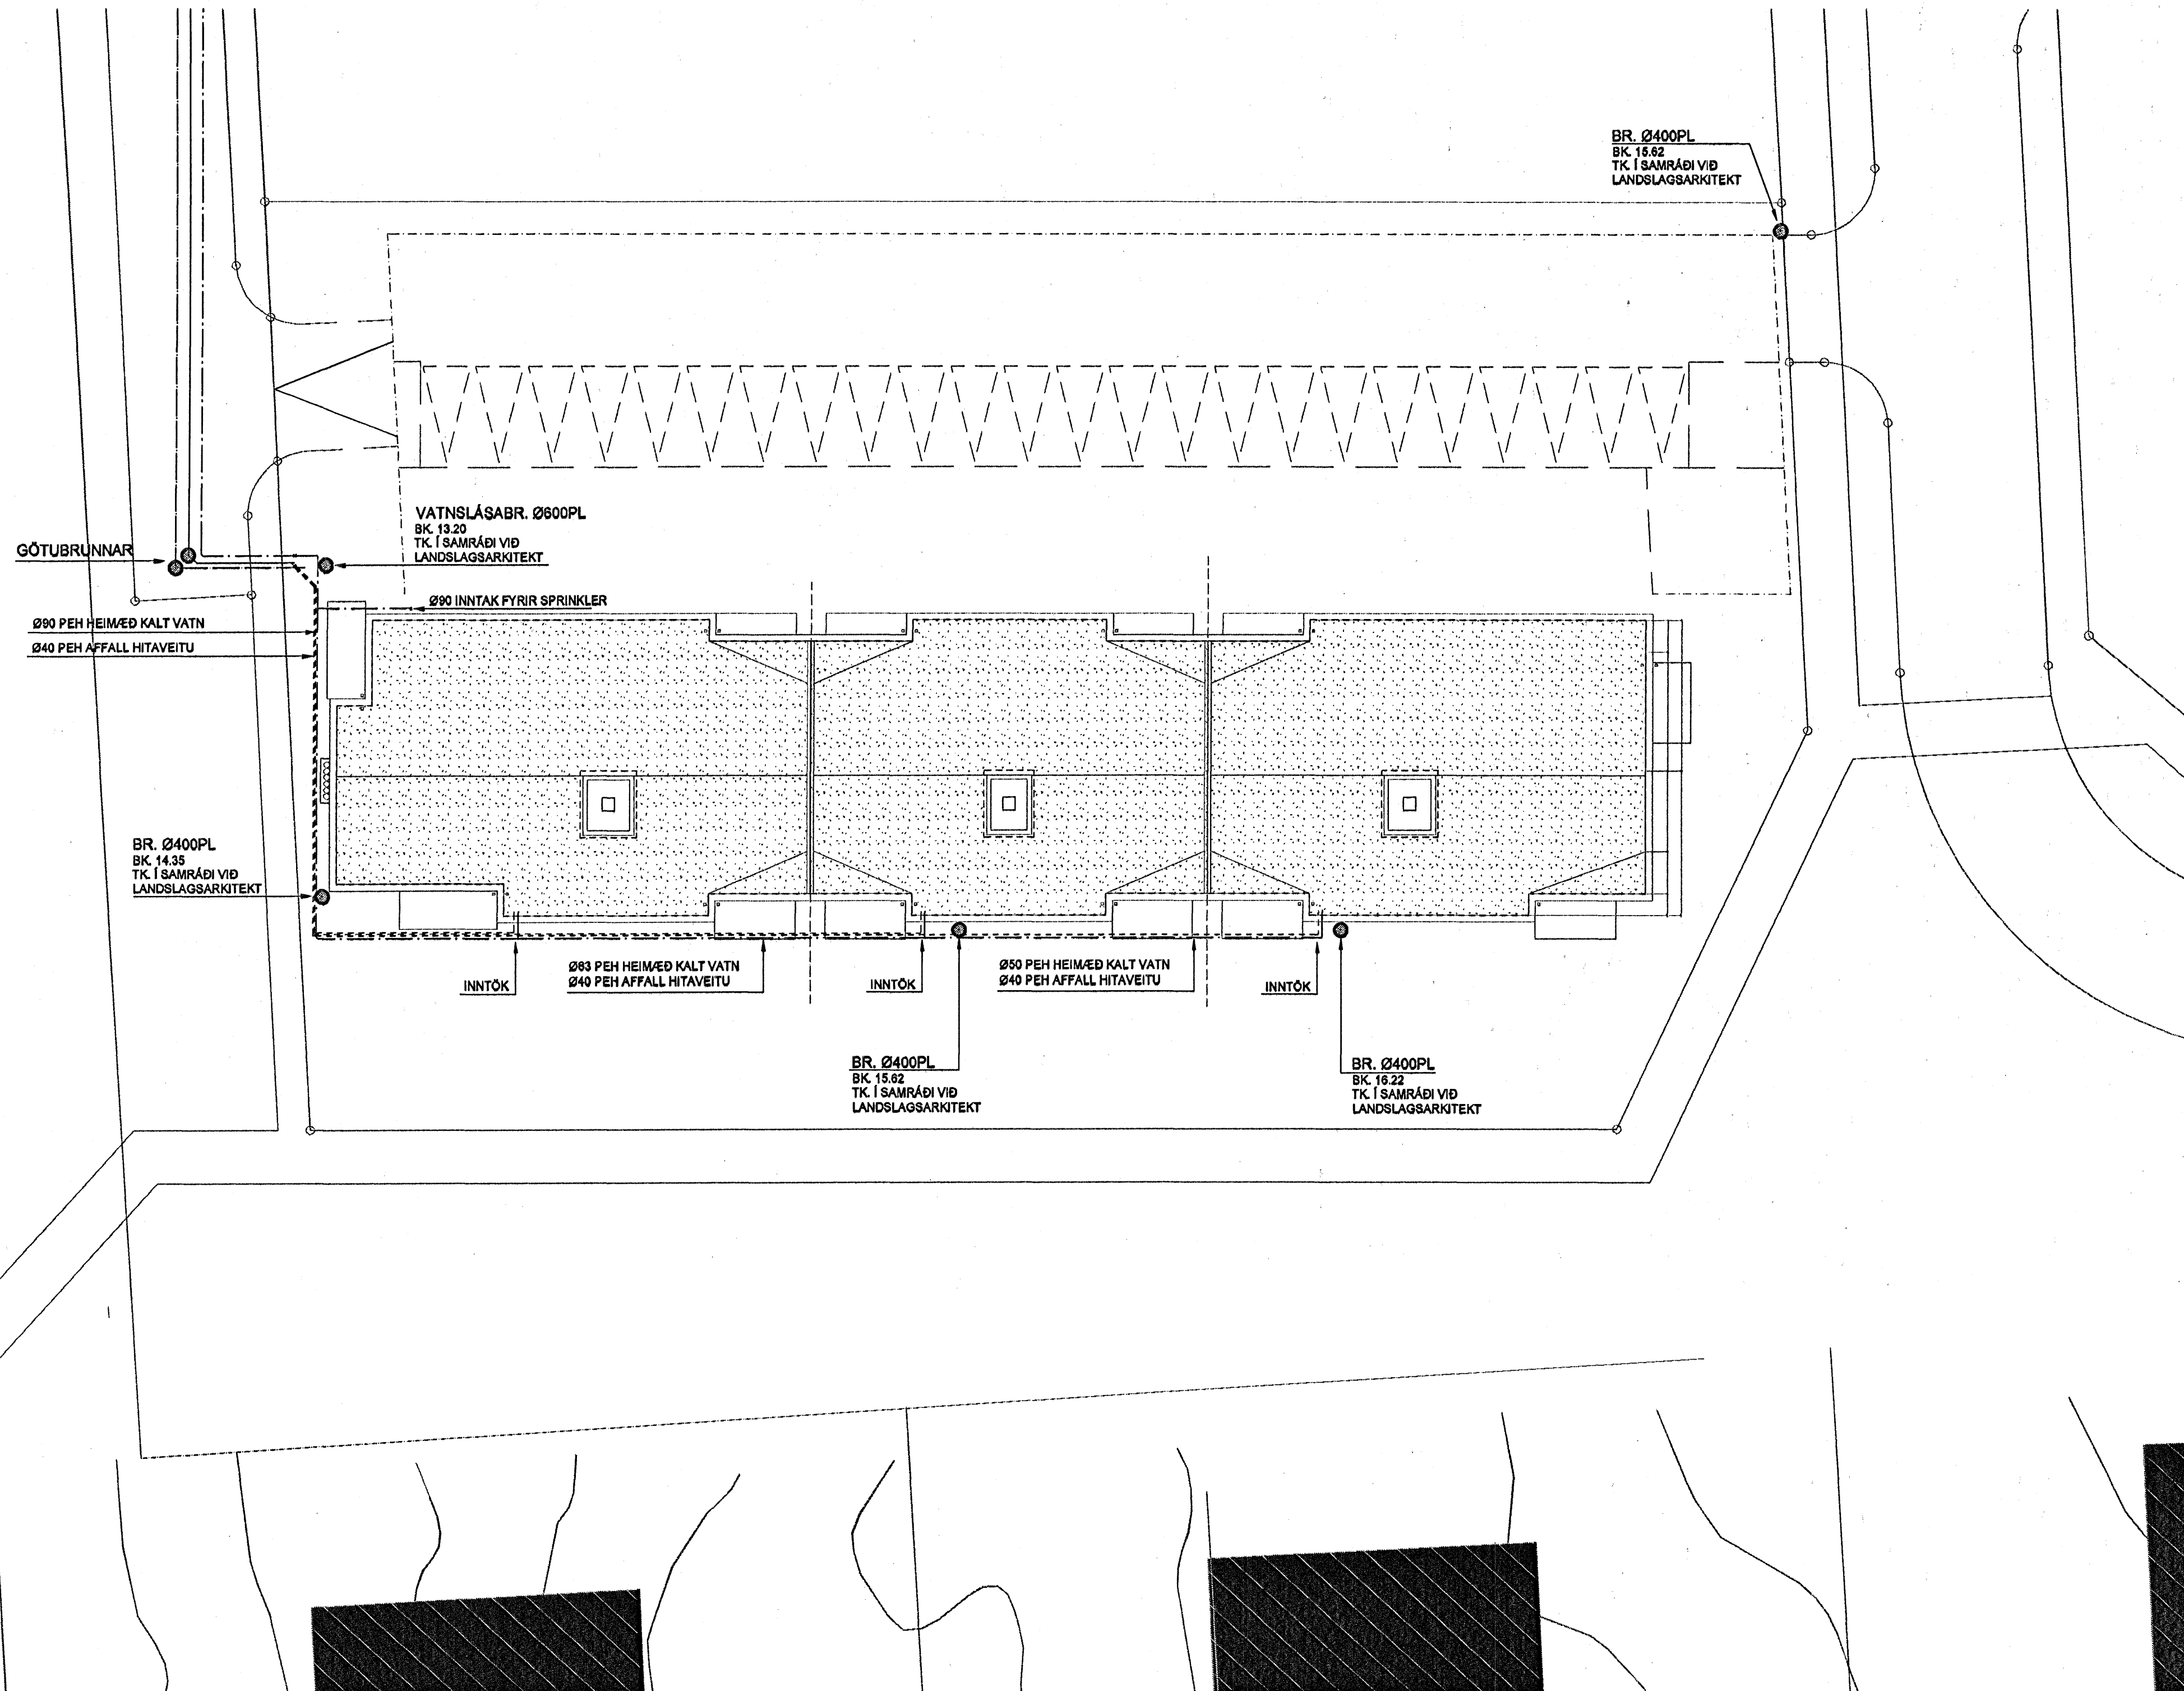 BR. Ø400PL
BK. 15.62
TK. Í SAMRÁÐI VIÐ
LANDSLAGSARKITEKT
VATNSLÁSABR. Ø600PL
BK. 13.20
TK. Í SAMRÁÐI VIÐ
LANDSLAGSARKITEKT
GÖTUBRUNNAR
Ø90 INNTAK FYRIR SPRINKLER
Ø90 PEH HEIMÆÐ KALT VATN
Ø40 PEH AFFALL HITAVEITU
BR. Ø400PL
BK. 14.35
TK. Í SAMRÁÐI VIÐ
LANDSLAGSARKITEKT
INNTÖK
Ø63 PEH HEIMÆÐ KALT VATN
Ø40 PEH AFFALL HITAVEITU
INNTÖK
Ø50 PEH HEIMÆÐ KALT VATN
Ø40 PEH AFFALL HITAVEITU
INNTÖK
BR. Ø400PL
BK. 15.62
TK. Í SAMRÁÐI VIÐ
LANDSLAGSARKITEKT
BR. Ø400PL
BK. 16.22
TK. Í SAMRÁÐI VIÐ
LANDSLAGSARKITEKT